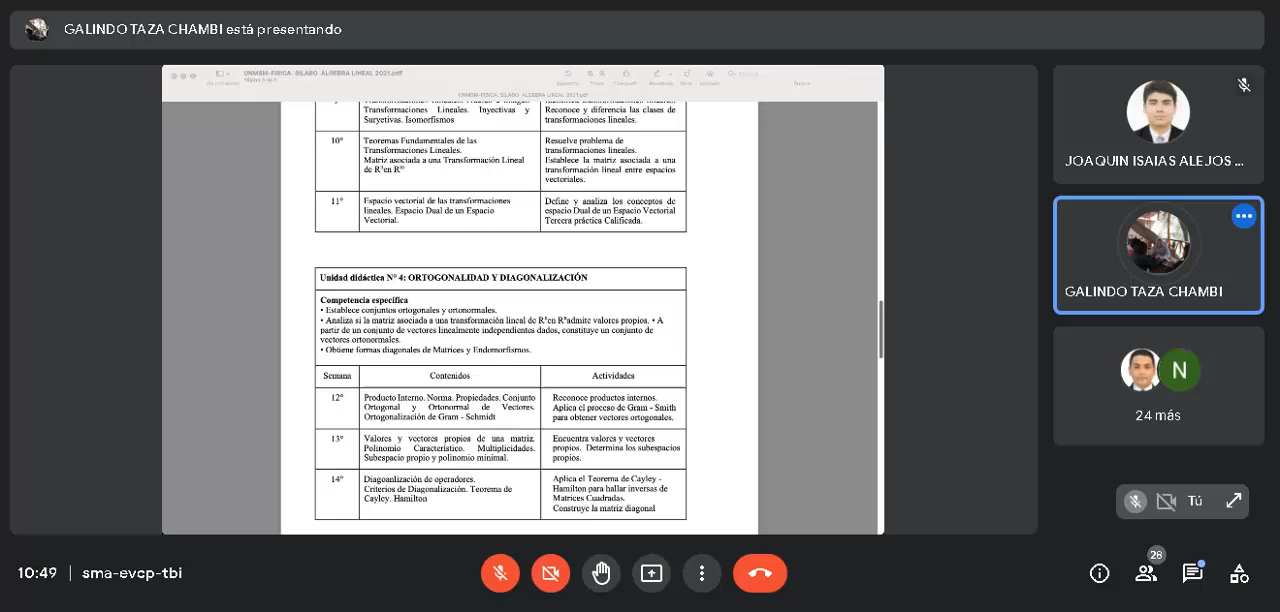 GALINDO TAZA CHAMBI está presentando
UNMSM-FISICA. SILABO ALGEBRA LINEAL 2021.pdf
UNMSM-FISICA. SILABO ALGEBRA LINEAL 2021.pdf
Transformaciones Lineales. Inyectivas y
Suryetivas. Isomorfismos
Reconoce y diferencia las clases de
transformaciones lineales.
10°
Teoremas Fundamentales de las
Transformaciones Lineales.
Matriz asociada a una Transformación Lineal
de Rⁿen Rᵐ
Resuelve problema de
transformaciones lineales.
Establece la matriz asociada a una
transformación lineal entre espacios
vectoriales.
11°
Espacio vectorial de las transformaciones
lineales. Espacio Dual de un Espacio
Vectorial.
Define y analiza los conceptos de
espacio Dual de un Espacio Vectorial
Tercera práctica Calificada.
Unidad didáctica N° 4: ORTOGONALIDAD Y DIAGONALIZACIÓN
Competencia específica
• Establece conjuntos ortogonales y ortonormales.
• Analiza si la matriz asociada a una transformación lineal de Rⁿen Rⁿadmite valores propios. • A
partir de un conjunto de vectores linealmente independientes dados, constituye un conjunto de
vectores ortonormales.
• Obtiene formas diagonales de Matrices y Endomorfismos.
Semana Contenidos Actividades
12°
Producto Interno. Norma. Propiedades. Conjunto
Ortogonal y Ortonormal de Vectores.
Ortogonalización de Gram - Schmidt
Reconoce productos internos.
Aplica el proceso de Gram - Smith
para obtener vectores ortogonales.
13°
Valores y vectores propios de una matriz.
Polinomio Característico. Multiplicidades.
Subespacio propio y polinomio minimal.
Encuentra valores y vectores
propios. Determina los subespacios
propios.
14°
Diagoanlización de operadores.
Criterios de Diagonalización. Teorema de
Cayley. Hamilton
Aplica el Teorema de Cayley -
Hamilton para hallar inversas de
Matrices Cuadradas.
Construye la matriz diagonal
JOAQUIN ISAIAS ALEJOS ...
GALINDO TAZA CHAMBI
N
24 más
Tú
10:49 | sma-evcp-tbi
28